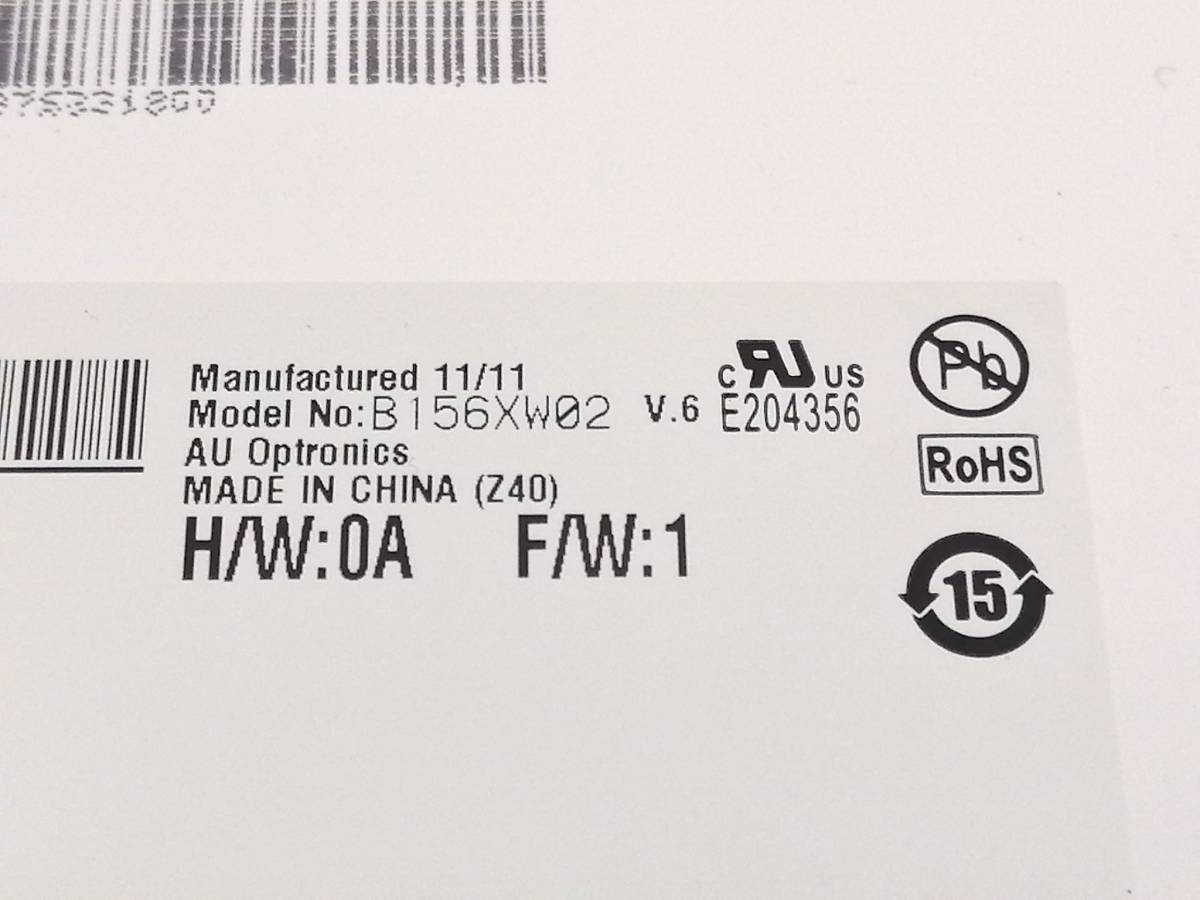 Manufactured 11/11
Model No:B156XW02 V.6
AU Optronics
MADE IN CHINA (Z40)
H/W:0A F/W:1
C RU US
E204356
Pb
RoHS
15